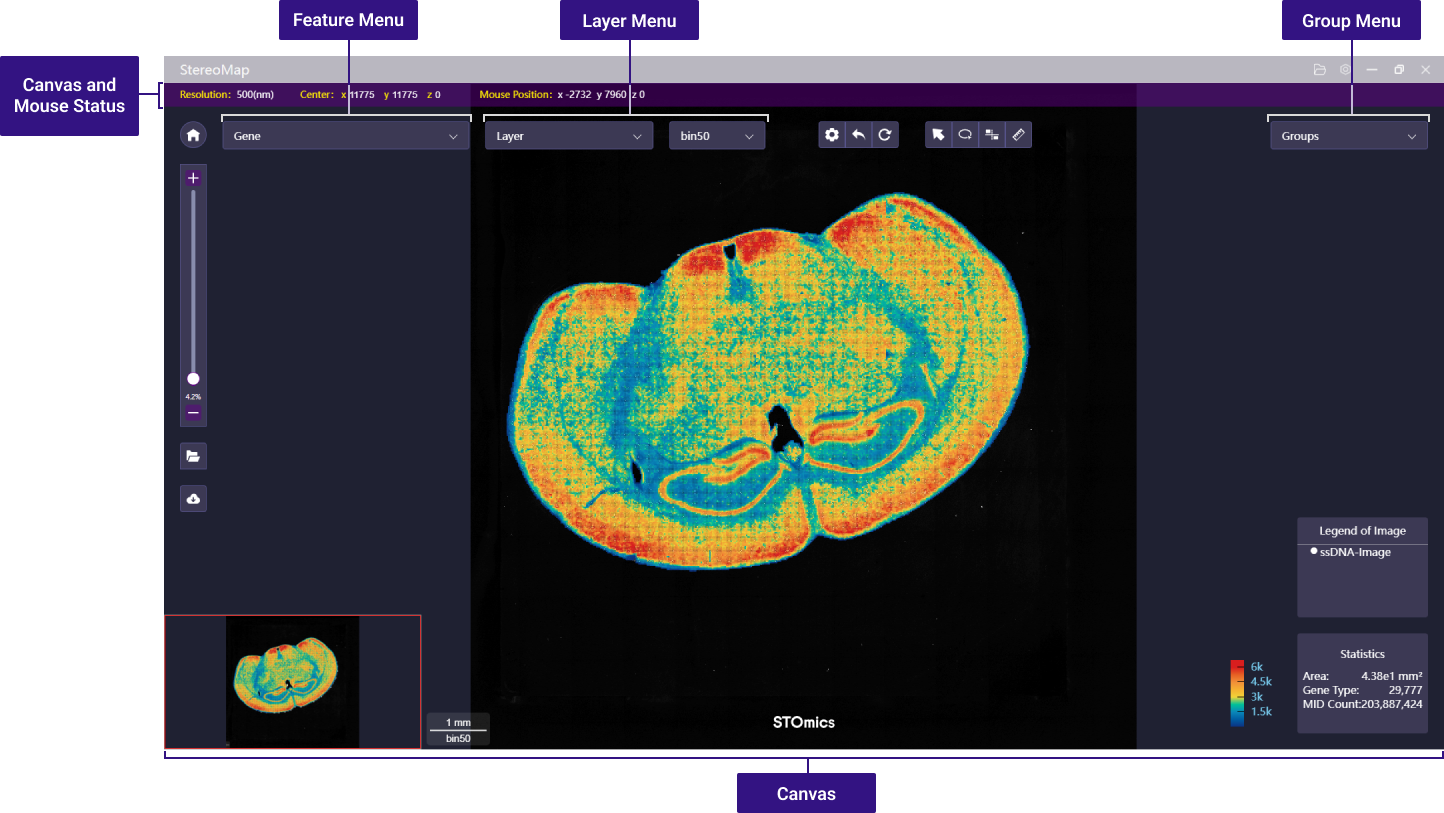 Feature Menu
Layer Menu
Group Menu
Canvas and
Mouse Status
StereoMap
Resolution: 500(nm) Center: x 11775 y 11775 z 0 Mouse Position: x -2732 y 7960 z 0
Gene
Layer
bin50
Groups
4.2%
Legend of Image
ssDNA-Image
Statistics
Area: 4.38e1 mm²
Gene Type: 29,777
MID Count:203,887,424
6k
4.5k
3k
1.5k
1 mm
bin50
STOmics
Canvas